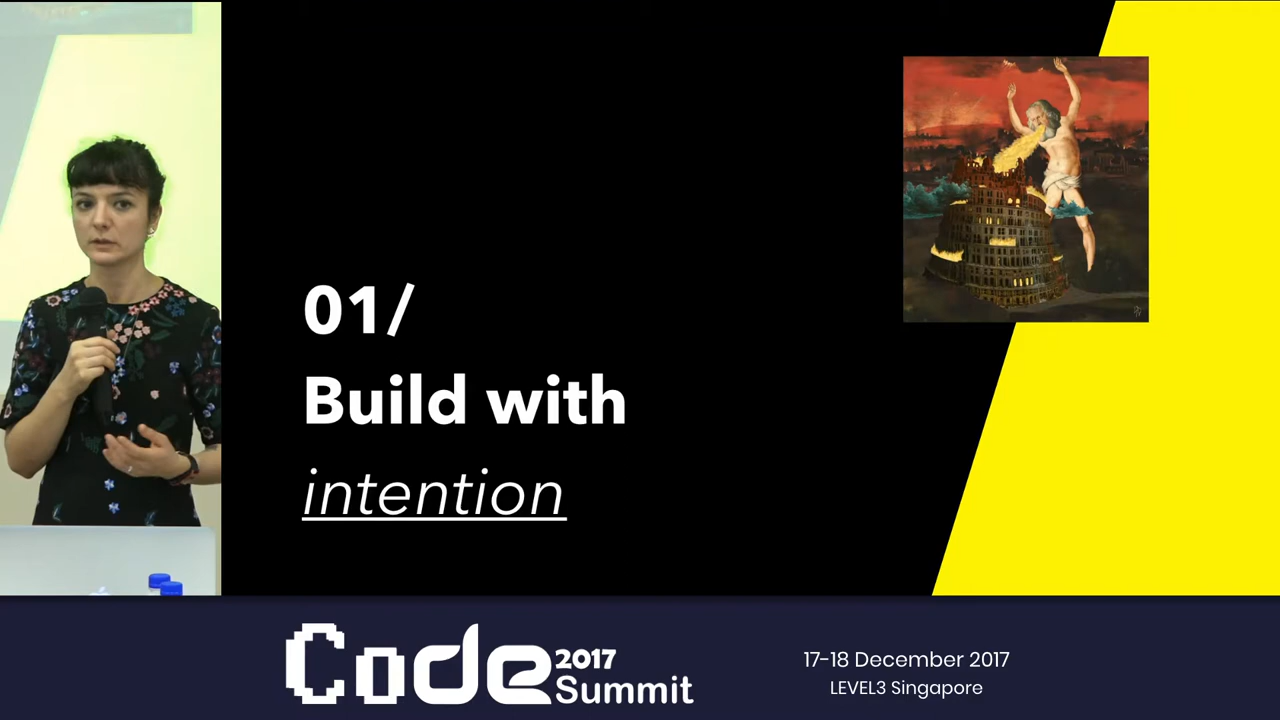 01/
Build with
intention
Code 2017 Summit
17-18 December 2017
LEVEL3 Singapore